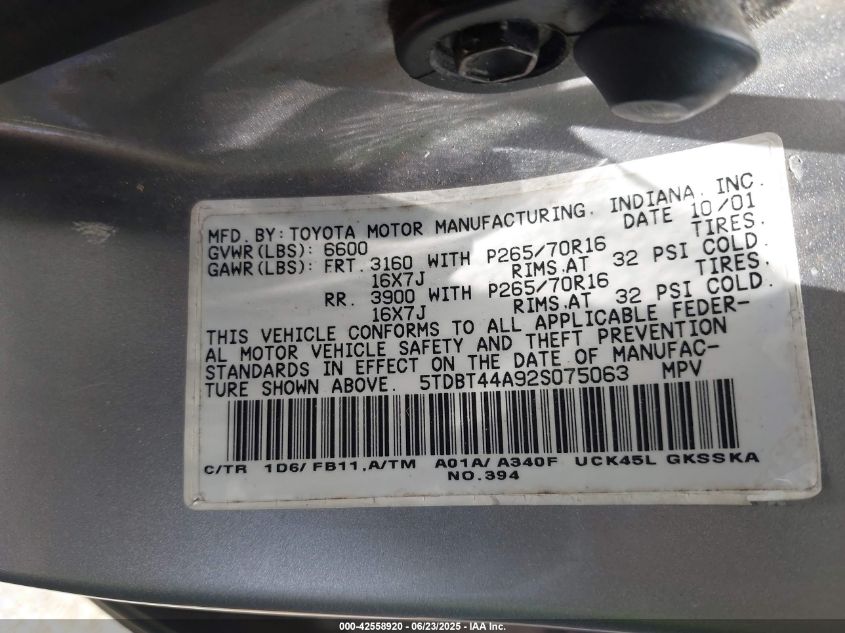 MFD. BY: TOYOTA MOTOR MANUFACTURING, INDIANA, INC.
GVWR(LBS): 6600 DATE 10/01
GAWR(LBS): FRT. 3160 WITH P265/70R16 TIRES.
16X7J RIMS.AT 32 PSI COLD.
RR. 3900 WITH P265/70R16 TIRES.
16X7J RIMS.AT 32 PSI COLD.
THIS VEHICLE CONFORMS TO ALL APPLICABLE FEDER-
AL MOTOR VEHICLE SAFETY AND THEFT PREVENTION
STANDARDS IN EFFECT ON THE DATE OF MANUFAC-
TURE SHOWN ABOVE. 5TDBT44A92S075063 MPV
C/TR 1D6/ FB11,A/TM A01A/ A340F UCK45L GKSSKA
NO.394
000-42558920 - 06/23/2025 - IAA Inc.